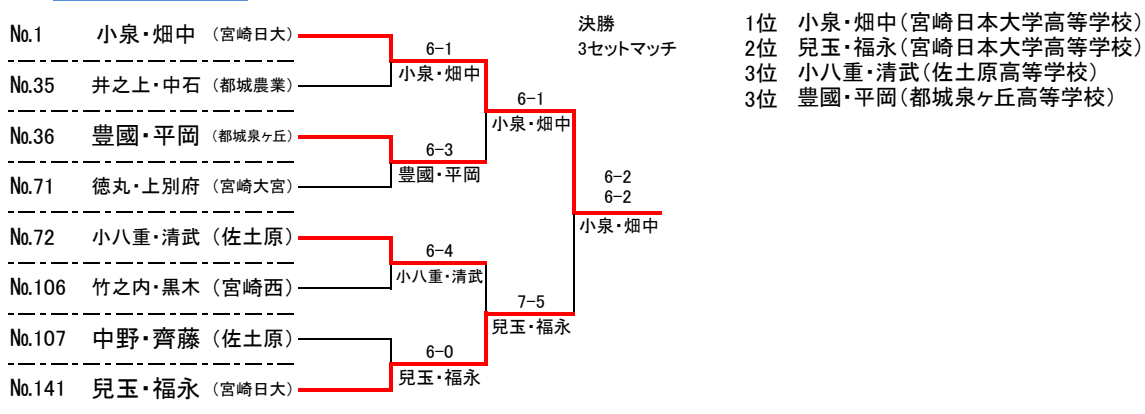 No.1 小泉・畑中 （宮崎日大）
No.35 井之上・中石 （都城農業）
No.36 豊國・平岡 （都城泉ヶ丘）
No.71 徳丸・上別府 （宮崎大宮）
No.72 小八重・清武 （佐土原）
No.106 竹之内・黒木 （宮崎西）
No.107 中野・齊藤 （佐土原）
No.141 兒玉・福永 （宮崎日大）
6-1
小泉・畑中
6-3
豊國・平岡
6-4
小八重・清武
6-0
兒玉・福永
6-1
小泉・畑中
7-5
兒玉・福永
決勝
3セットマッチ
6-2
6-2
小泉・畑中
1位 小泉・畑中（宮崎日本大学高等学校）
2位 兒玉・福永（宮崎日本大学高等学校）
3位 小八重・清武（佐土原高等学校）
3位 豊國・平岡（都城泉ヶ丘高等学校）